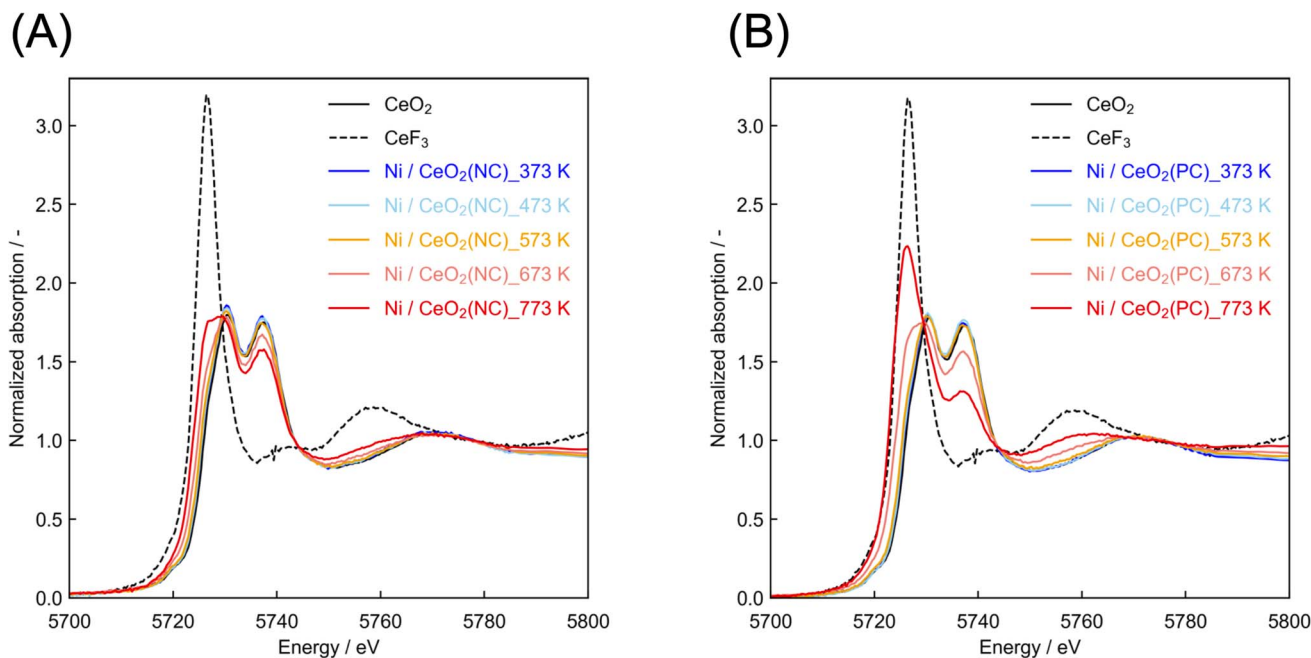 (A)
Normalized absorption / -
3.0
2.5
2.0
1.5
1.0
0.5
0.0
CeO₂
CeF₃
Ni / CeO₂(NC)_373 K
Ni / CeO₂(NC)_473 K
Ni / CeO₂(NC)_573 K
Ni / CeO₂(NC)_673 K
Ni / CeO₂(NC)_773 K
5700 5720 5740 5760 5780 5800
Energy / eV
(B)
Normalized absorption / -
3.0
2.5
2.0
1.5
1.0
0.5
0.0
CeO₂
CeF₃
Ni / CeO₂(PC)_373 K
Ni / CeO₂(PC)_473 K
Ni / CeO₂(PC)_573 K
Ni / CeO₂(PC)_673 K
Ni / CeO₂(PC)_773 K
5700 5720 5740 5760 5780 5800
Energy / eV